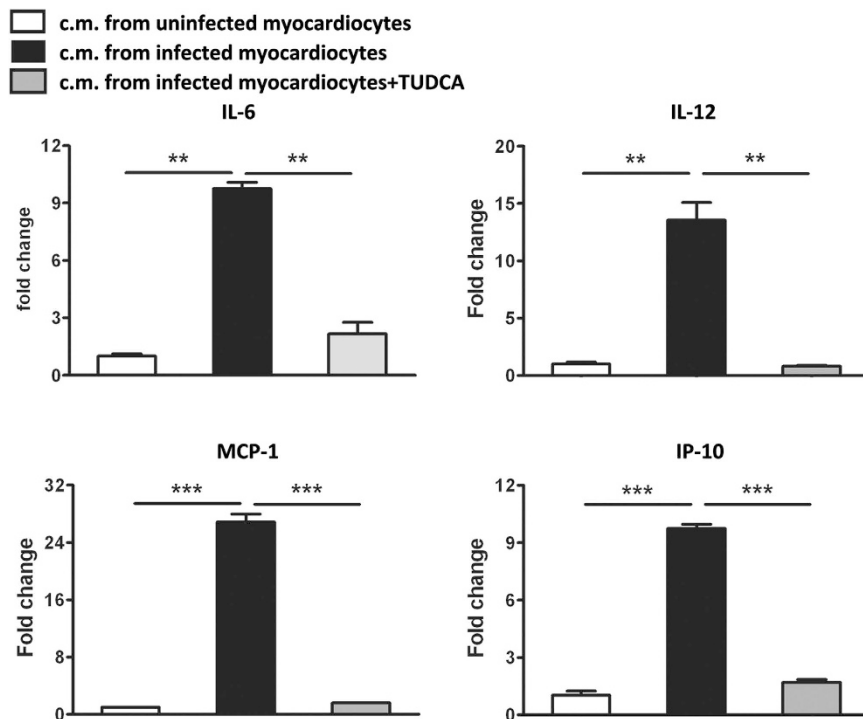 c.m. from uninfected myocardiocytes
c.m. from infected myocardiocytes
c.m. from infected myocardiocytes+TUDCA
IL-6
fold change
12
9
6
3
0
** **
IL-12
Fold change
20
15
10
5
0
** **
MCP-1
Fold change
32
24
16
8
0
*** ***
IP-10
Fold change
12
9
6
3
0
*** ***